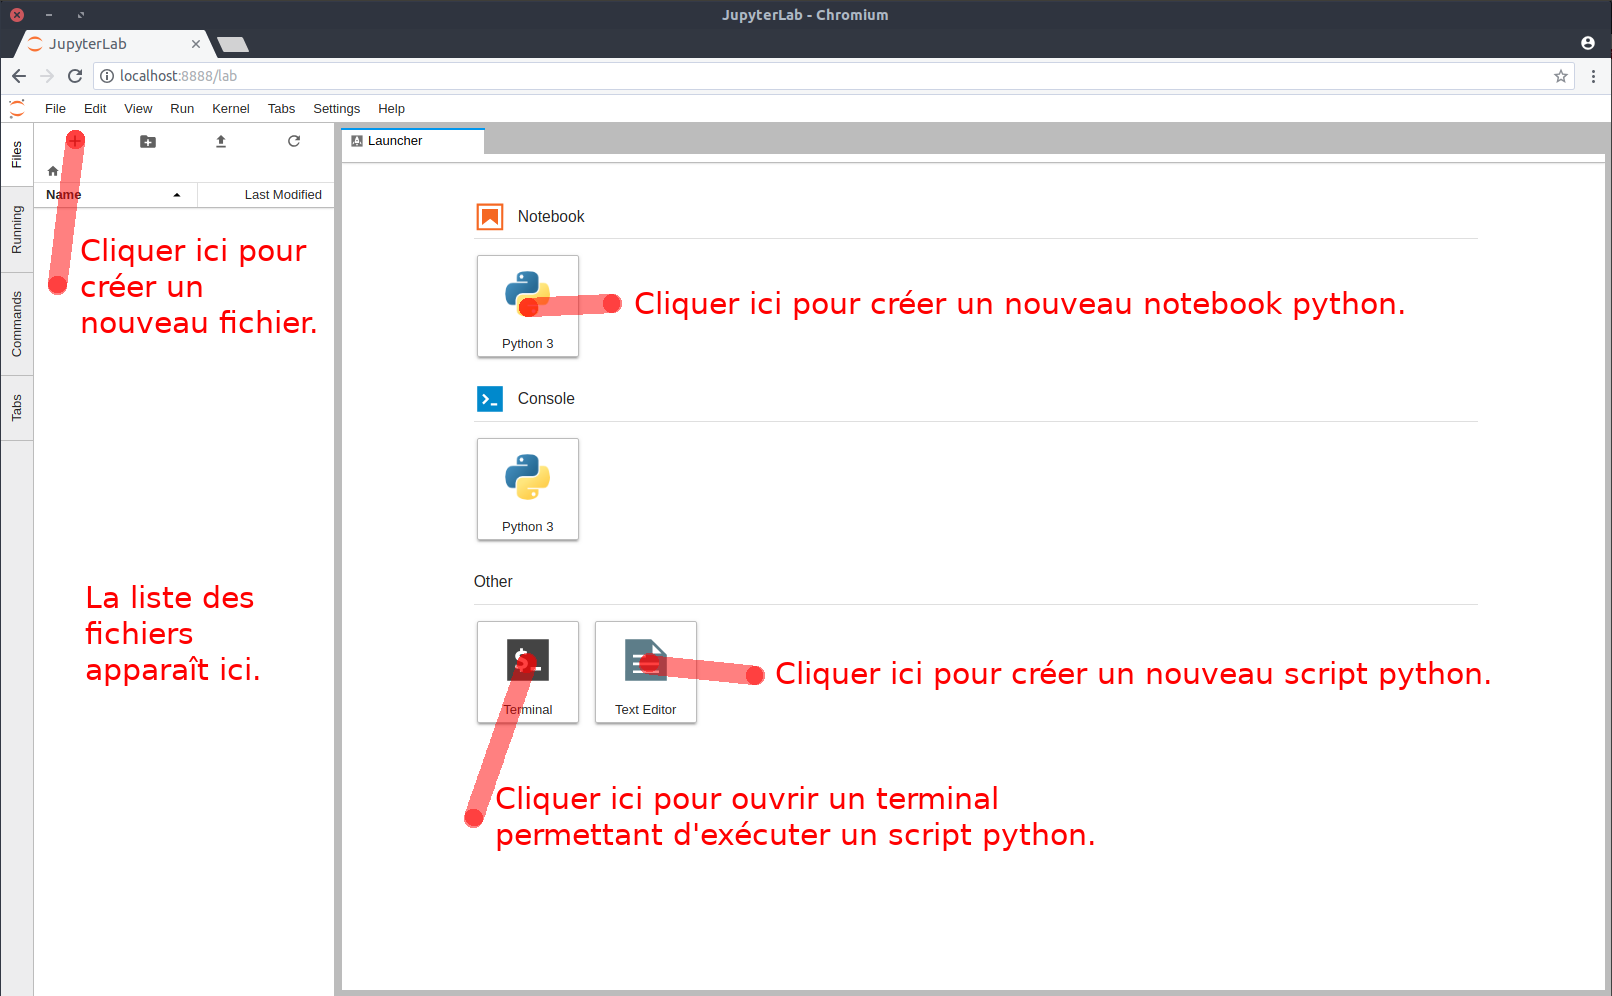 JupyterLab - Chromium
JupyterLab
localhost:8888/lab
File Edit View Run Kernel Tabs Settings Help
Files
Running
Commands
Tabs
Name Last Modified
Cliquer ici pour
créer un
nouveau fichier.
La liste des
fichiers
apparaît ici.
Launcher
Notebook
Python 3
Cliquer ici pour créer un nouveau notebook python.
Console
Python 3
Other
$_
Terminal
Text Editor
Cliquer ici pour créer un nouveau script python.
Cliquer ici pour ouvrir un terminal
permettant d'exécuter un script python.